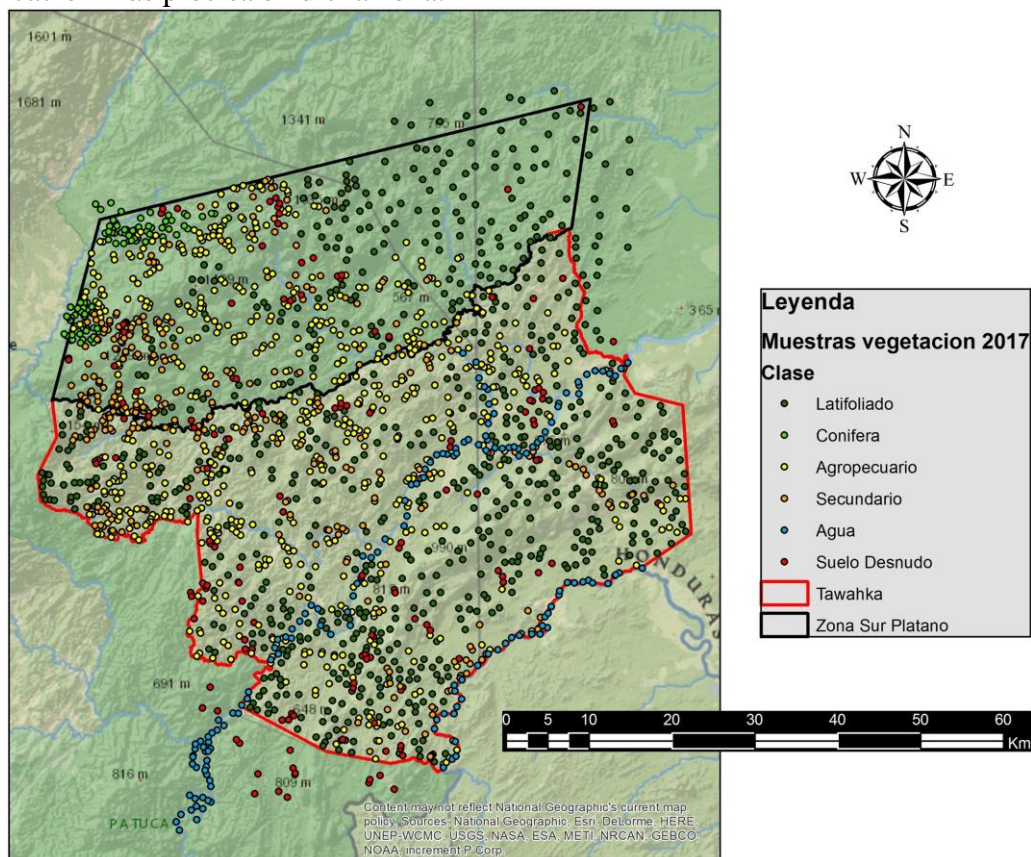 1601 m
1681 m
1341 m
N
W
E
S
567 m
365 m
Leyenda
Muestras vegetacion 2017
Clase
Latifoliado
Conifera
Agropecuario
Secundario
Agua
Suelo Desnudo
Tawahka
Zona Sur Platano
990 m
HONDURAS
691 m
648 m
816 m
809 m
PATUCA
0 5 10 20 30 40 50 60
Km
Content may not reflect National Geographic's current map
policy. Sources: National Geographic, Esri, DeLorme, HERE,
UNEP-WCMC, USGS, NASA, ESA, METI, NRCAN, GEBCO,
NOAA, increment P Corp.